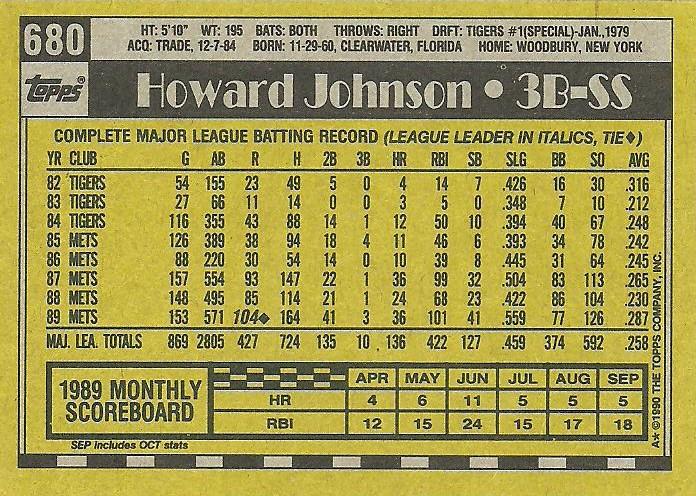 680
HT: 5'10" WT: 195 BATS: BOTH THROWS: RIGHT DRFT: TIGERS #1(SPECIAL)-JAN.,1979
ACQ: TRADE, 12-7-84 BORN: 11-29-60, CLEARWATER, FLORIDA HOME: WOODBURY, NEW YORK
Topps® Howard Johnson • 3B-SS
COMPLETE MAJOR LEAGUE BATTING RECORD (LEAGUE LEADER IN ITALICS, TIE♦)
YR CLUB G AB R H 2B 3B HR RBI SB SLG BB SO AVG
82 TIGERS 54 155 23 49 5 0 4 14 7 .426 16 30 .316
83 TIGERS 27 66 11 14 0 0 3 5 0 .348 7 10 .212
84 TIGERS 116 355 43 88 14 1 12 50 10 .394 40 67 .248
85 METS 126 389 38 94 18 4 11 46 6 .393 34 78 .242
86 METS 88 220 30 54 14 0 10 39 8 .445 31 64 .245
87 METS 157 554 93 147 22 1 36 99 32 .504 83 113 .265
88 METS 148 495 85 114 21 1 24 68 23 .422 86 104 .230
89 METS 153 571 104♦ 164 41 3 36 101 41 .559 77 126 .287
MAJ. LEA. TOTALS 869 2805 427 724 135 10 136 422 127 .459 374 592 .258
1989 MONTHLY
SCOREBOARD
APR MAY JUN JUL AUG SEP
HR 4 6 11 5 5 5
RBI 12 15 24 15 17 18
SEP includes OCT stats
A★ ©1990 THE TOPPS COMPANY, INC.